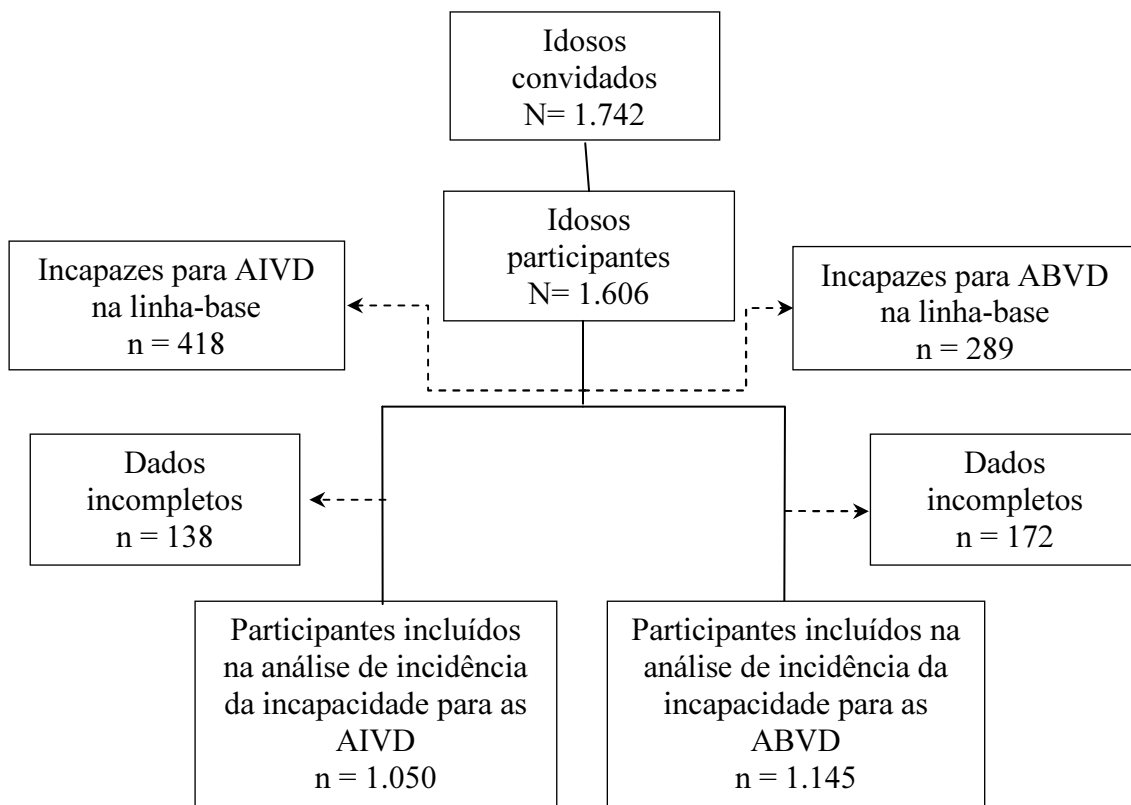 Idosos
convidados
N= 1.742
Idosos
participantes
N= 1.606
Incapazes para AIVD
na linha-base
n = 418
Incapazes para ABVD
na linha-base
n = 289
Dados
incompletos
n = 138
Dados
incompletos
n = 172
Participantes incluídos
na análise de incidência
da incapacidade para as
AIVD
n = 1.050
Participantes incluídos na
análise de incidência da
incapacidade para as
ABVD
n = 1.145